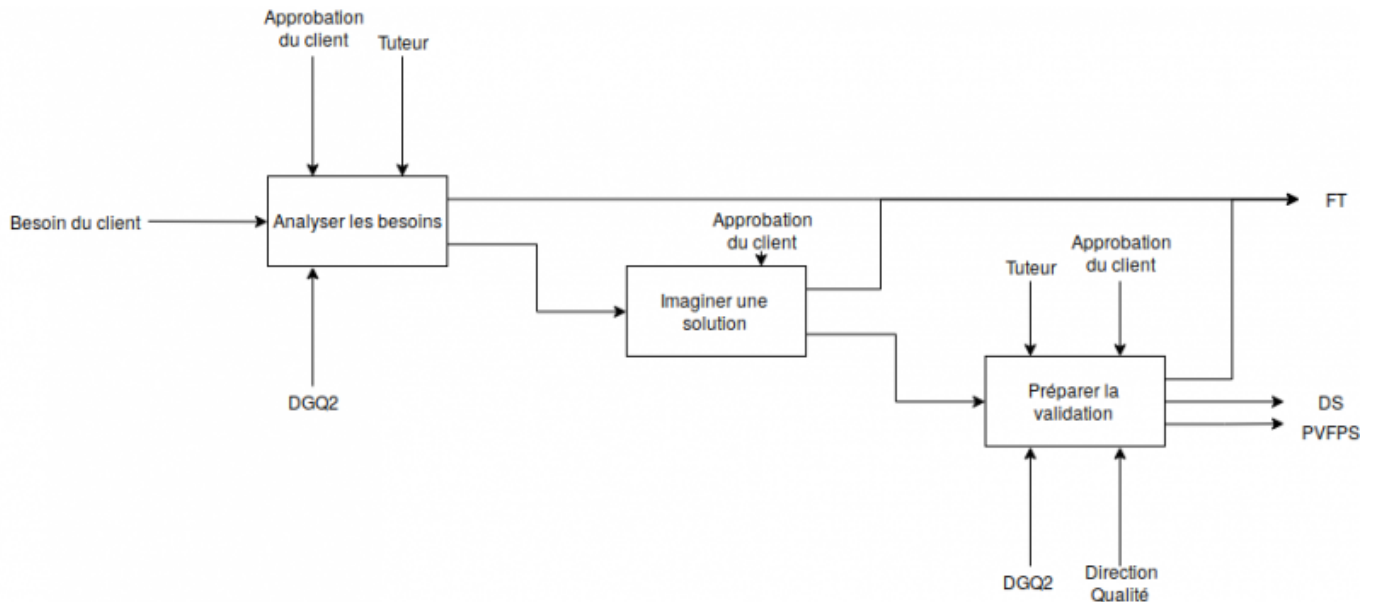 Approbation
du client
Tuteur
Besoin du client
Analyser les besoins
DGQ2
FT
Approbation
du client
Imaginer une
solution
Approbation
du client
Tuteur
Préparer la
validation
DS
PVFPS
DGQ2
Direction
Qualité